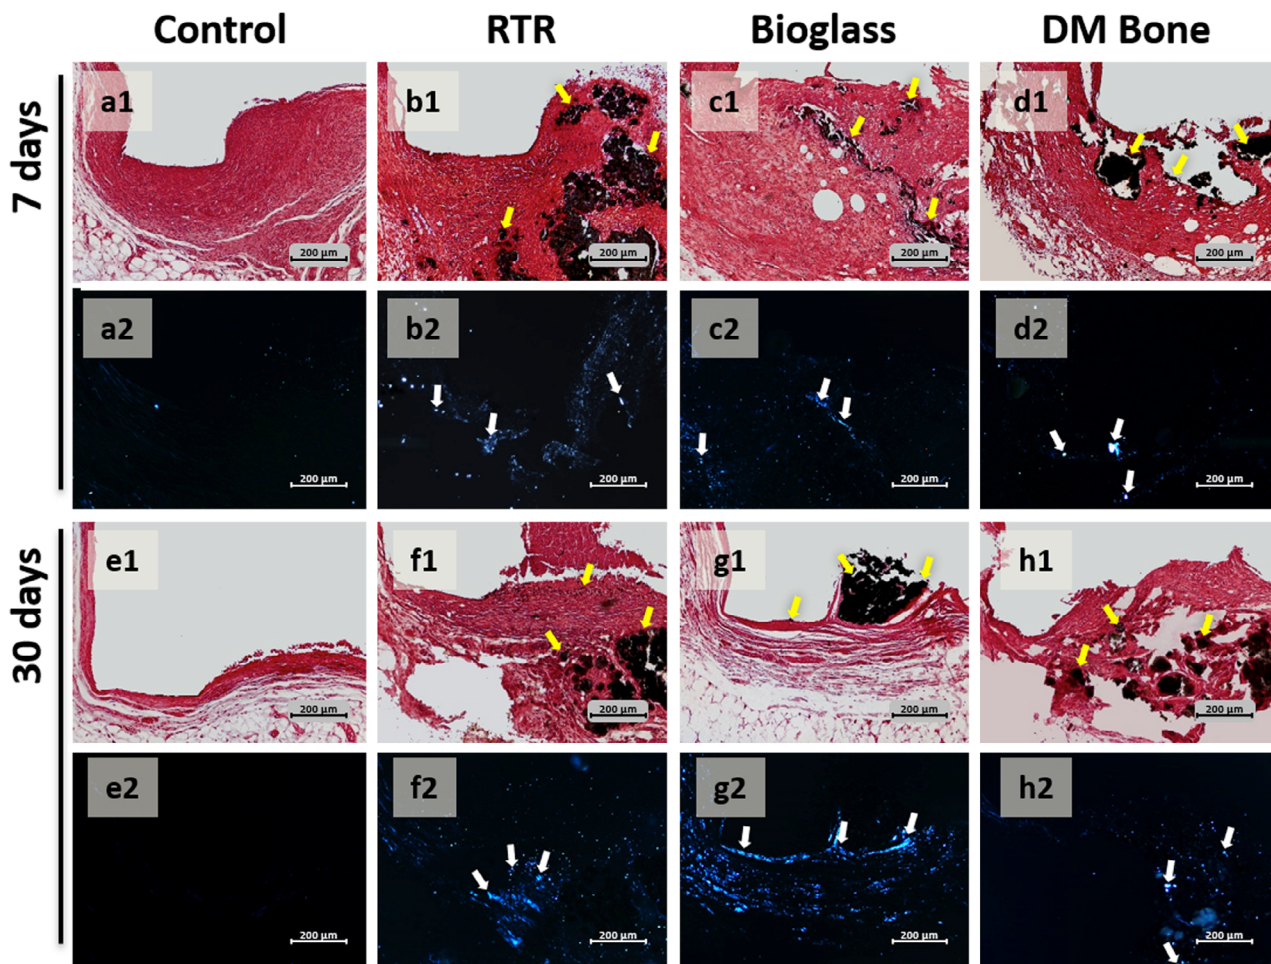 Control RTR Bioglass DM Bone
7 days
a1 b1 c1 d1
200 µm 200 µm 200 µm 200 µm
a2 b2 c2 d2
200 µm 200 µm 200 µm 200 µm
30 days
e1 f1 g1 h1
200 µm 200 µm 200 µm 200 µm
e2 f2 g2 h2
200 µm 200 µm 200 µm 200 µm